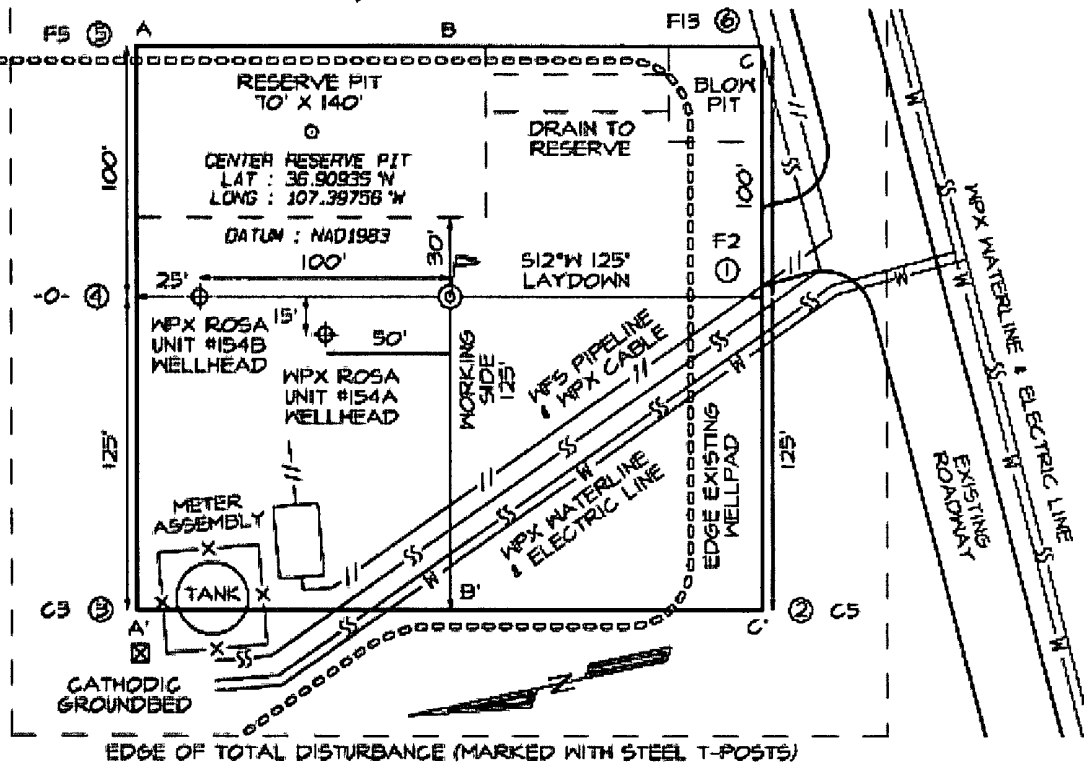 F5 ⑤ A B F13 ⑥
C
RESERVE PIT
70' X 140'
BLOW
PIT
DRAIN TO
RESERVE
CENTER RESERVE PIT
LAT : 36.90935 °N
LONG : 107.39756 °W
DATUM : NAD1983
100'
100'
100'
30'
F2
①
S12°W 125'
LAYDOWN
25'
-0- ④
15'
50'
WPX ROSA
UNIT #154B
WELLHEAD
WPX ROSA
UNIT #154A
WELLHEAD
WORKING
SIDE
125'
WFS PIPELINE
& WPX CABLE
WPX WATERLINE
& ELECTRIC LINE
EDGE EXISTING
WELLPAD
125'
125'
EXISTING
ROADWAY
WPX WATERLINE & ELECTRIC LINE
METER
ASSEMBLY
TANK
C3 ③
A'
B'
C'
② C5
CATHODIC
GROUNDBED
N
EDGE OF TOTAL DISTURBANCE (MARKED WITH STEEL T-POSTS)